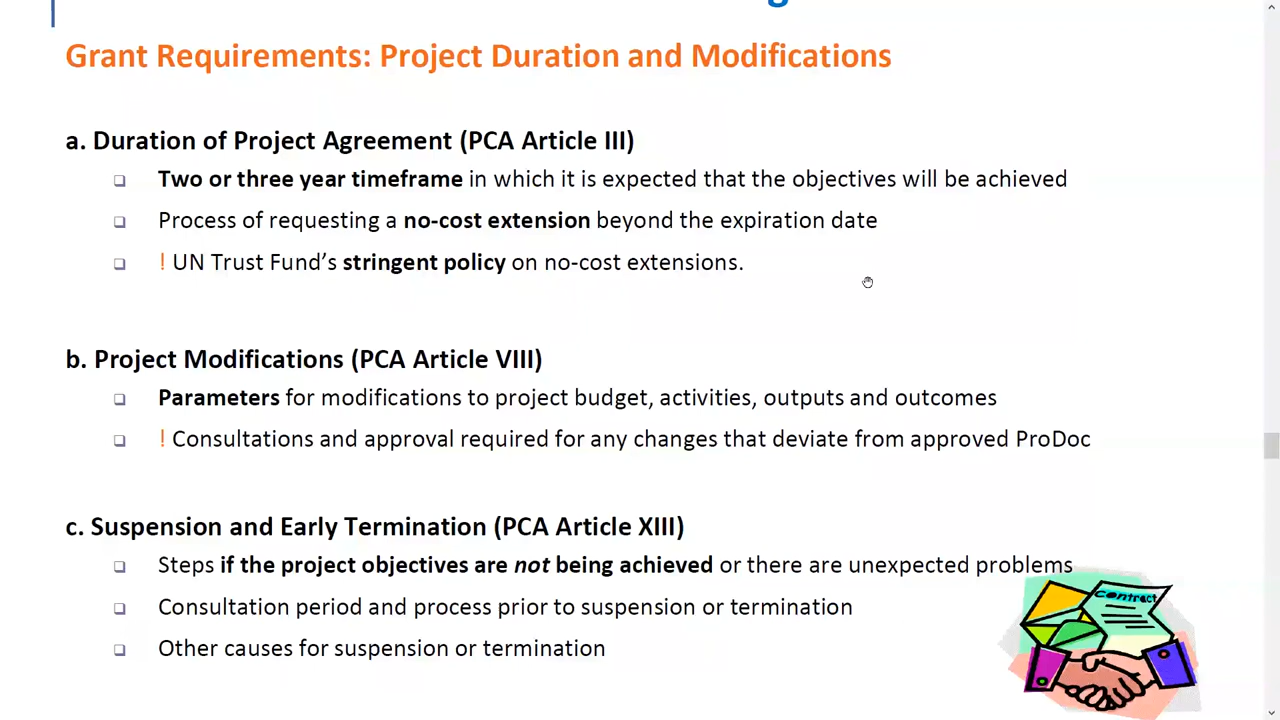 Grant Requirements: Project Duration and Modifications
a. Duration of Project Agreement (PCA Article III)
Two or three year timeframe in which it is expected that the objectives will be achieved
Process of requesting a no-cost extension beyond the expiration date
! UN Trust Fund’s stringent policy on no-cost extensions.
b. Project Modifications (PCA Article VIII)
Parameters for modifications to project budget, activities, outputs and outcomes
! Consultations and approval required for any changes that deviate from approved ProDoc
c. Suspension and Early Termination (PCA Article XIII)
Steps if the project objectives are not being achieved or there are unexpected problems
Consultation period and process prior to suspension or termination
Other causes for suspension or termination
contract